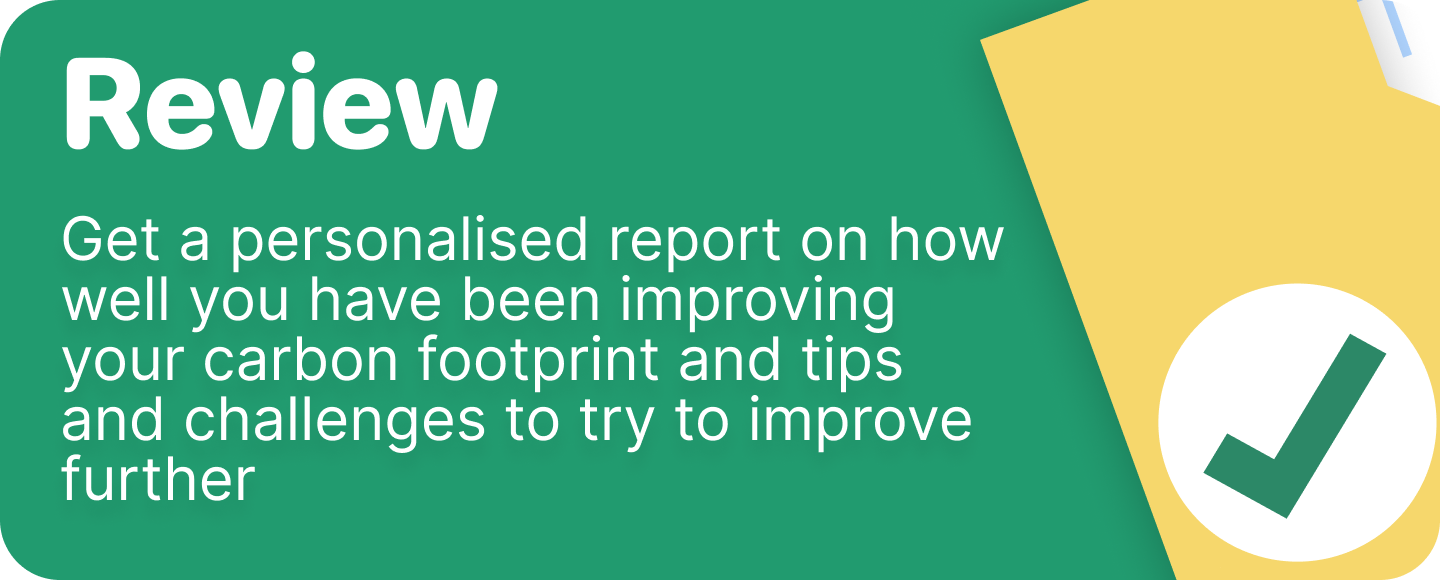 Review
Get a personalised report on how
well you have been improving
your carbon footprint and tips
and challenges to try to improve
further